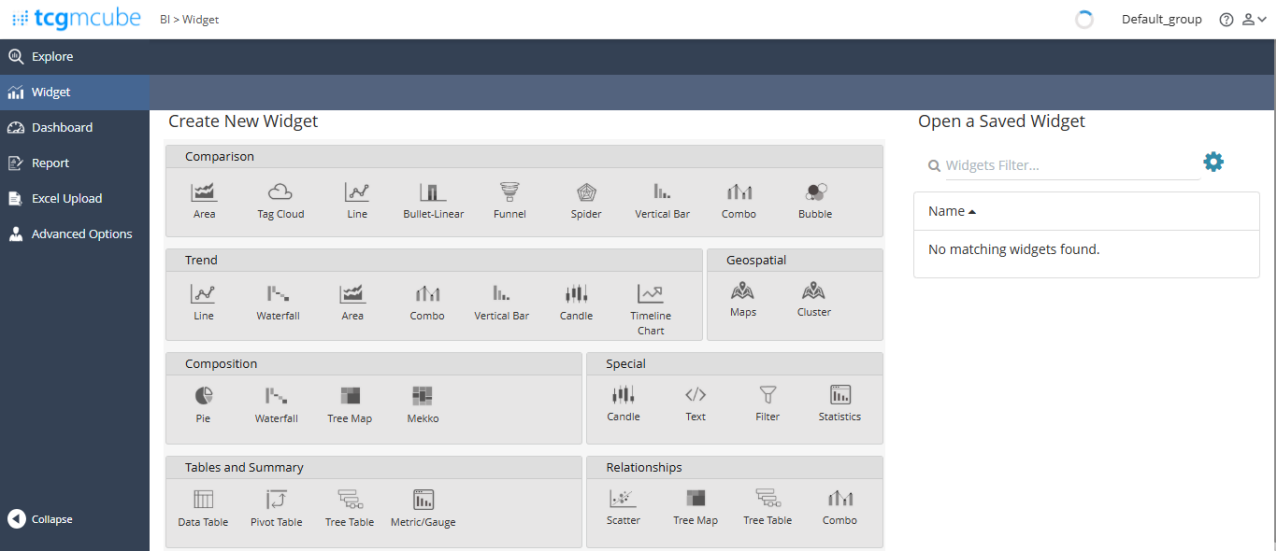 tcgmcube BI > Widget Default_group
Explore
Widget
Dashboard
Report
Excel Upload
Advanced Options
Collapse
Create New Widget
Comparison
Area Tag Cloud Line Bullet-Linear Funnel Spider Vertical Bar Combo Bubble
Trend
Line Waterfall Area Combo Vertical Bar Candle Timeline
Chart
Geospatial
Maps Cluster
Composition
Pie Waterfall Tree Map Mekko
Special
Candle Text Filter Statistics
Tables and Summary
Data Table Pivot Table Tree Table Metric/Gauge
Relationships
Scatter Tree Map Tree Table Combo
Open a Saved Widget
Widgets Filter...
Name
No matching widgets found.